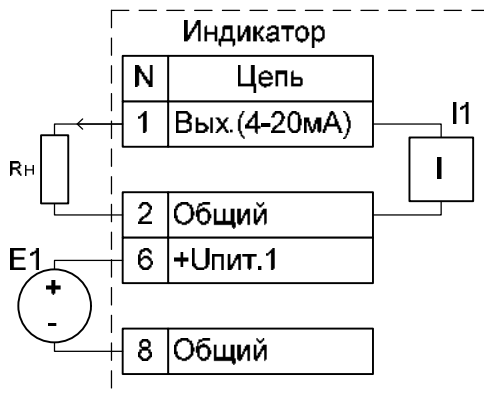 Индикатор
N Цепь
1 Вых.(4-20мА)
I1
I
Rн
2 Общий
E1
6 +Uпит.1
+
-
8 Общий